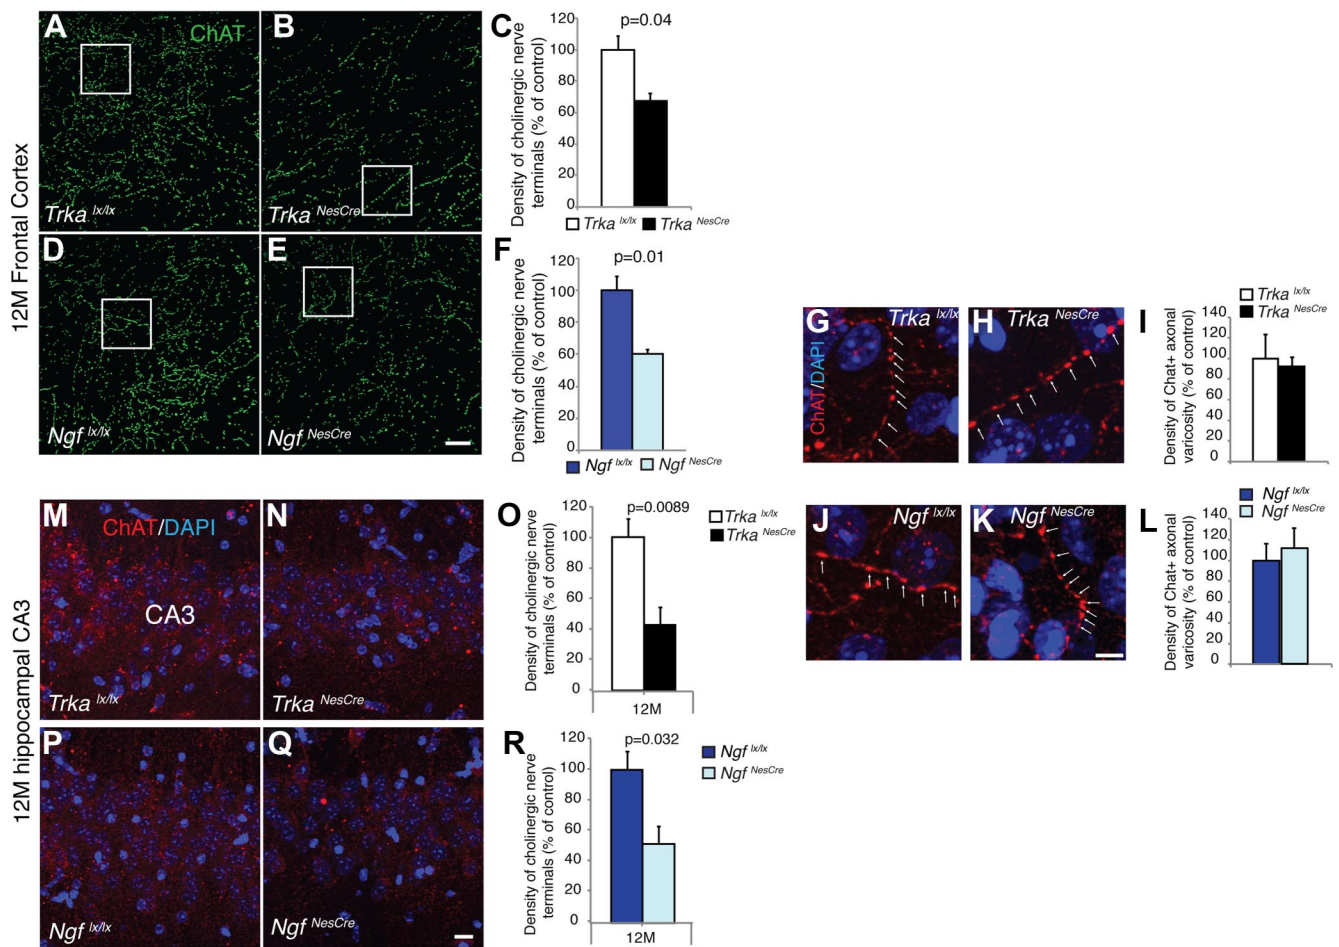 12M Frontal Cortex
A
ChAT
Trka lx/lx
B
Trka NesCre
C
Density of cholinergic nerve
terminals (% of control)
p=0.04
120
100
80
60
40
20
0
Trka lx/lx Trka NesCre
D
Ngf lx/lx
E
Ngf NesCre
F
Density of cholinergic nerve
terminals (% of control)
p=0.01
120
100
80
60
40
20
0
Ngf lx/lx Ngf NesCre
G
Trka lx/lx
ChAT/DAPI
H
Trka NesCre
I
Trka lx/lx
Trka NesCre
Density of Chat+ axonal
varicosity (% of control)
140
120
100
80
60
40
20
0
J
Ngf lx/lx
K
Ngf NesCre
L
Ngf lx/lx
Ngf NesCre
Density of Chat+ axonal
varicosity (% of control)
140
120
100
80
60
40
20
0
12M hippocampal CA3
M
ChAT/DAPI
CA3
Trka lx/lx
N
Trka NesCre
O
Density of cholinergic nerve
terminals (% of control)
p=0.0089
120
100
80
60
40
20
0
12M
Trka lx/lx
Trka NesCre
P
Ngf lx/lx
Q
Ngf NesCre
R
Density of cholinergic nerve
terminals (% of control)
p=0.032
120
100
80
60
40
20
0
12M
Ngf lx/lx
Ngf NesCre